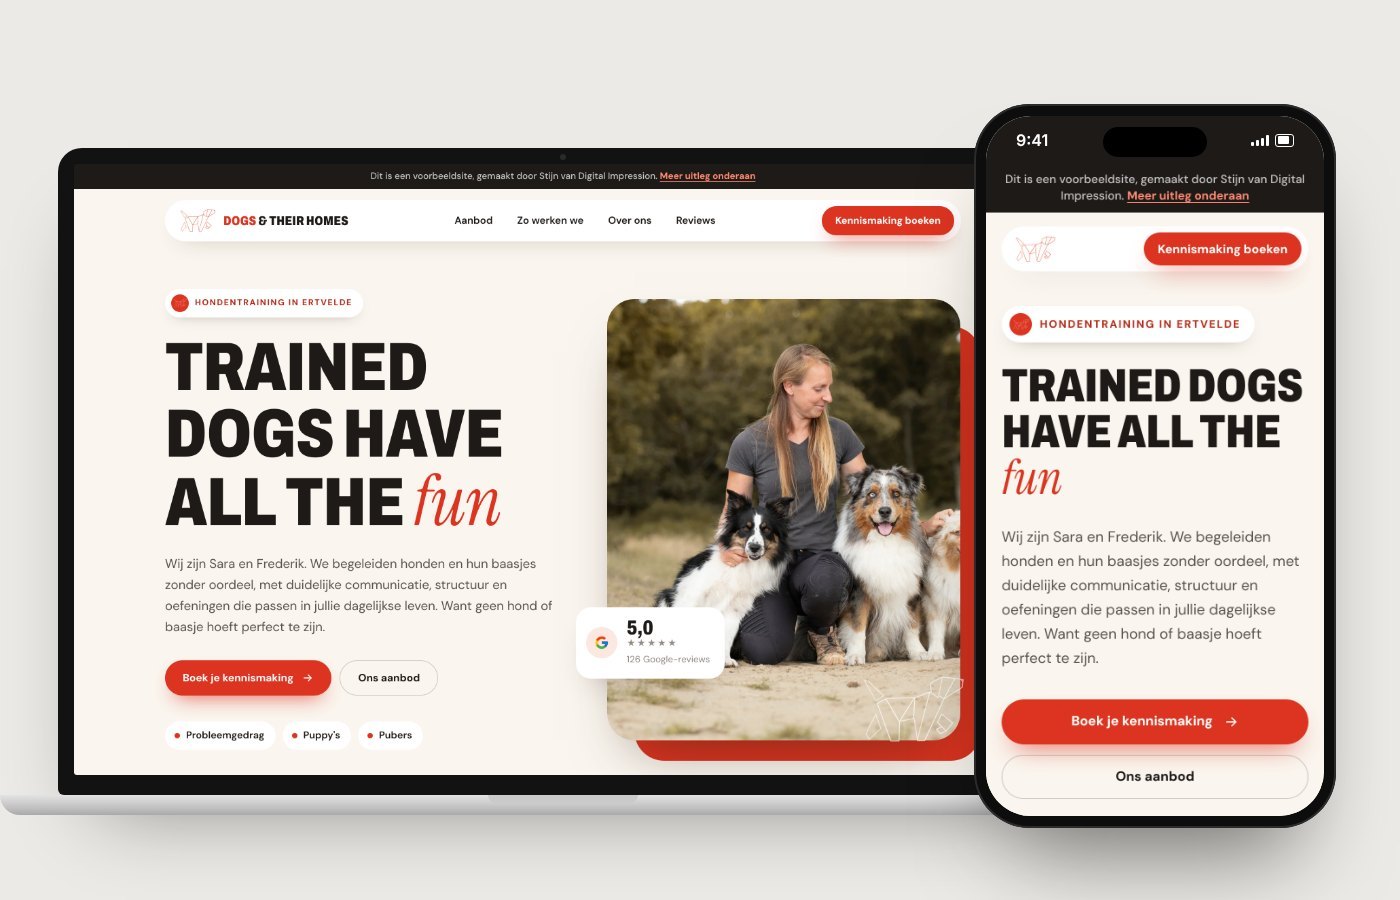 Dit is een voorbeeldsite, gemaakt door Stijn van Digital Impression. Meer uitleg onderaan
DOGS & THEIR HOMES
Aanbod
Zo werken we
Over ons
Reviews
Kennismaking boeken
HONDENTRAINING IN ERTVELDE
TRAINED
DOGS HAVE
ALL THE fun
Wij zijn Sara en Frederik. We begeleiden honden en hun baasjes
zonder oordeel, met duidelijke communicatie, structuur en
oefeningen die passen in jullie dagelijkse leven. Want geen hond of
baasje hoeft perfect te zijn.
Boek je kennismaking →
Ons aanbod
Probleemgedrag
Puppy's
Pubers
G
5,0
★★★★★
126 Google-reviews
9:41
Dit is een voorbeeldsite, gemaakt door Stijn van Digital
Impression. Meer uitleg onderaan
Kennismaking boeken
HONDENTRAINING IN ERTVELDE
TRAINED DOGS
HAVE ALL THE
fun
Wij zijn Sara en Frederik. We begeleiden
honden en hun baasjes zonder oordeel, met
duidelijke communicatie, structuur en
oefeningen die passen in jullie dagelijkse
leven. Want geen hond of baasje hoeft
perfect te zijn.
Boek je kennismaking →
Ons aanbod